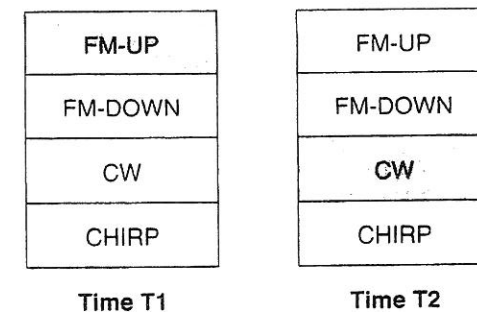 FM-UP
FM-DOWN
CW
CHIRP
Time T1
FM-UP
FM-DOWN
CW
CHIRP
Time T2